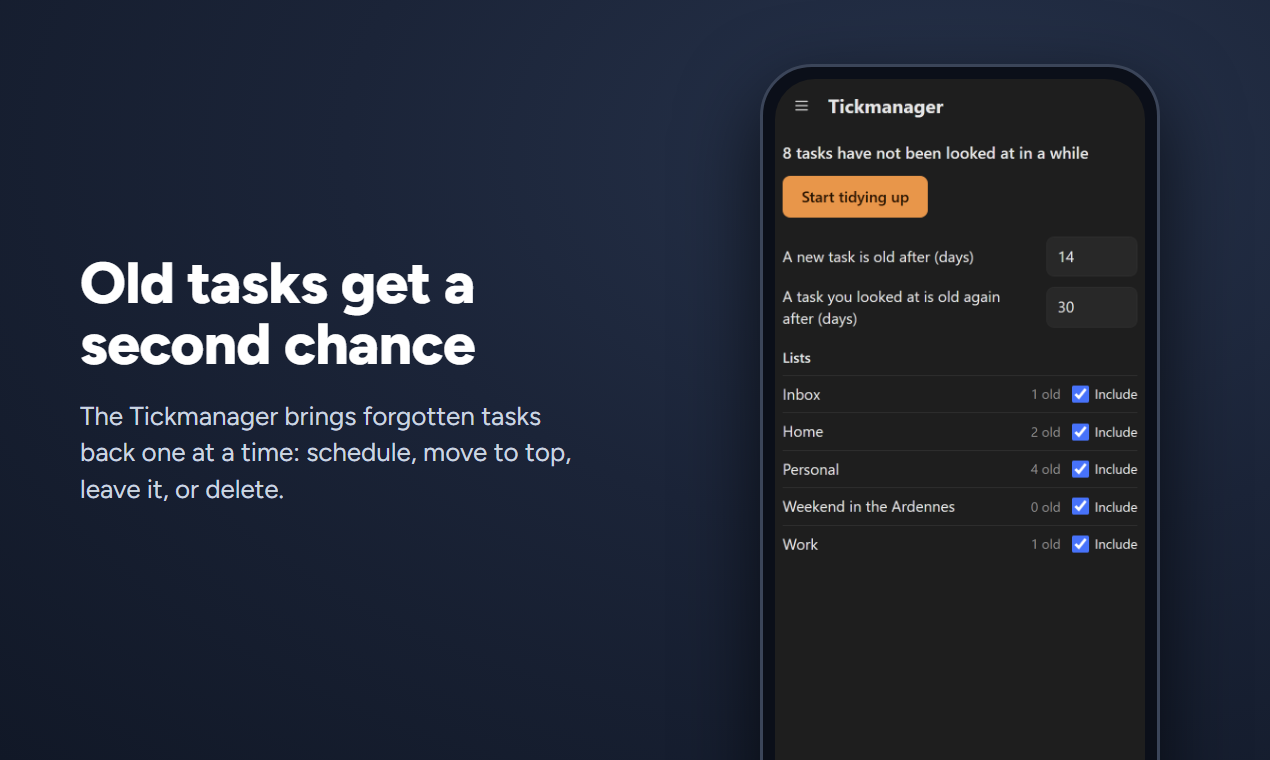 Old tasks get a
second chance
The Tickmanager brings forgotten tasks
back one at a time: schedule, move to top,
leave it, or delete.
Tickmanager
8 tasks have not been looked at in a while
Start tidying up
A new task is old after (days) 14
A task you looked at is old again
after (days) 30
Lists
Inbox 1 old Include
Home 2 old Include
Personal 4 old Include
Weekend in the Ardennes 0 old Include
Work 1 old Include